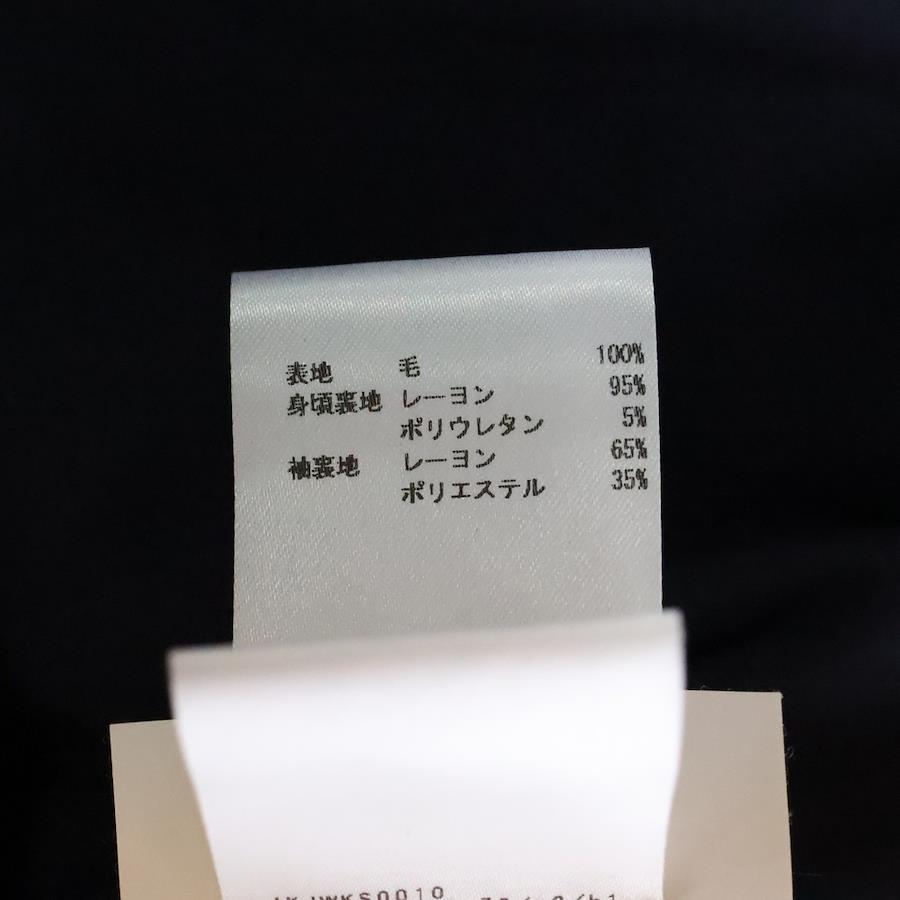 表地 毛 100%
身頃裏地 レーヨン 95%
ポリウレタン 5%
袖裏地 レーヨン 65%
ポリエステル 35%